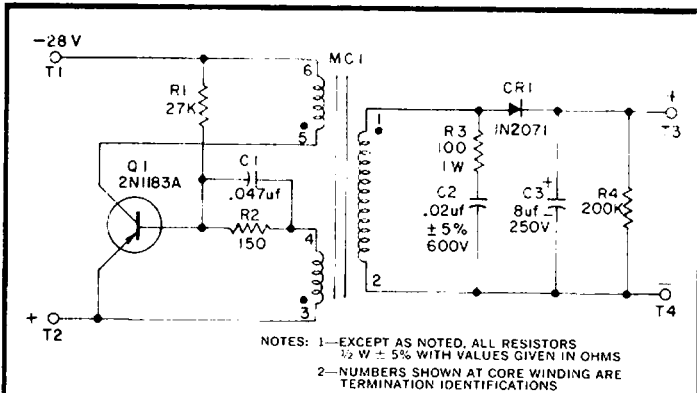 −28 V
T1
R1
27K
6
MC1
5
Q1
2N1183A
C1
.047uf
R2
150
4
3
+
T2
1
2
R3
100
1W
C2
.02uf
± 5%
600V
CR1
IN2071
C3
8uf
250V
+
−
R4
200K
+
T3
−
T4
NOTES: 1—EXCEPT AS NOTED, ALL RESISTORS
½ W ± 5% WITH VALUES GIVEN IN OHMS
2—NUMBERS SHOWN AT CORE WINDING ARE
TERMINATION IDENTIFICATIONS